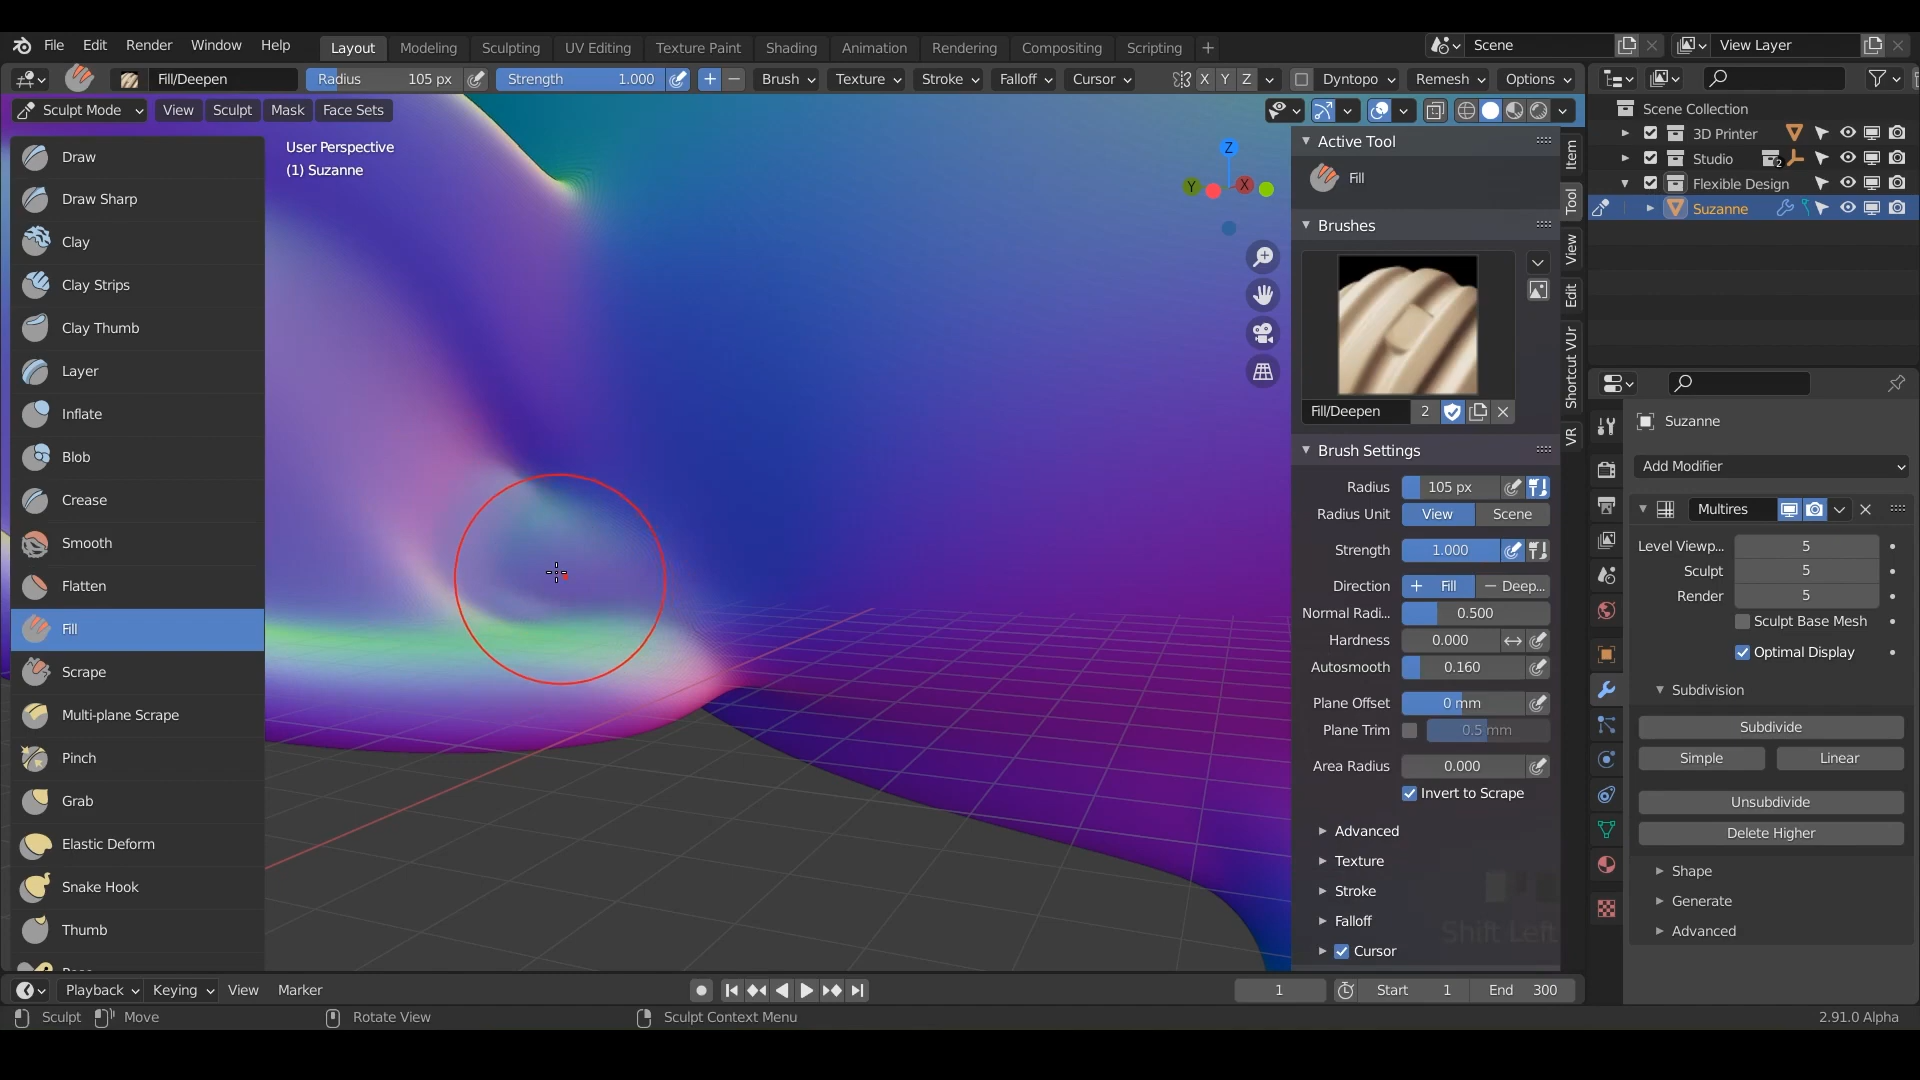 File Edit Render Window Help Layout Modeling Sculpting UV Editing Texture Paint Shading Animation Rendering Compositing Scripting + Scene View Layer
Fill/Deepen Radius 105 px Strength 1.000 Brush Texture Stroke Falloff Cursor X Y Z Dyntopo Remesh Options
Sculpt Mode View Sculpt Mask Face Sets
User Perspective
(1) Suzanne
Draw
Draw Sharp
Clay
Clay Strips
Clay Thumb
Layer
Inflate
Blob
Crease
Smooth
Flatten
Fill
Scrape
Multi-plane Scrape
Pinch
Grab
Elastic Deform
Snake Hook
Thumb
Z
Y X
Active Tool
Fill
Brushes
Fill/Deepen 2
Brush Settings
Radius 105 px
Radius Unit View Scene
Strength 1.000
Direction + Fill − Deep...
Normal Radi... 0.500
Hardness 0.000
Autosmooth 0.160
Plane Offset 0 mm
Plane Trim 0.5 mm
Area Radius 0.000
Invert to Scrape
Advanced
Texture
Stroke
Falloff
Cursor
Shift Left
Item
Tool
View
Edit
Shortcut VUr
VR
Scene Collection
3D Printer
Studio 2
Flexible Design
Suzanne
Suzanne
Add Modifier
Multires
Level Viewp... 5
Sculpt 5
Render 5
Sculpt Base Mesh
Optimal Display
Subdivision
Subdivide
Simple Linear
Unsubdivide
Delete Higher
Shape
Generate
Advanced
Playback Keying View Marker 1 Start 1 End 300
Sculpt Move Rotate View Sculpt Context Menu 2.91.0 Alpha